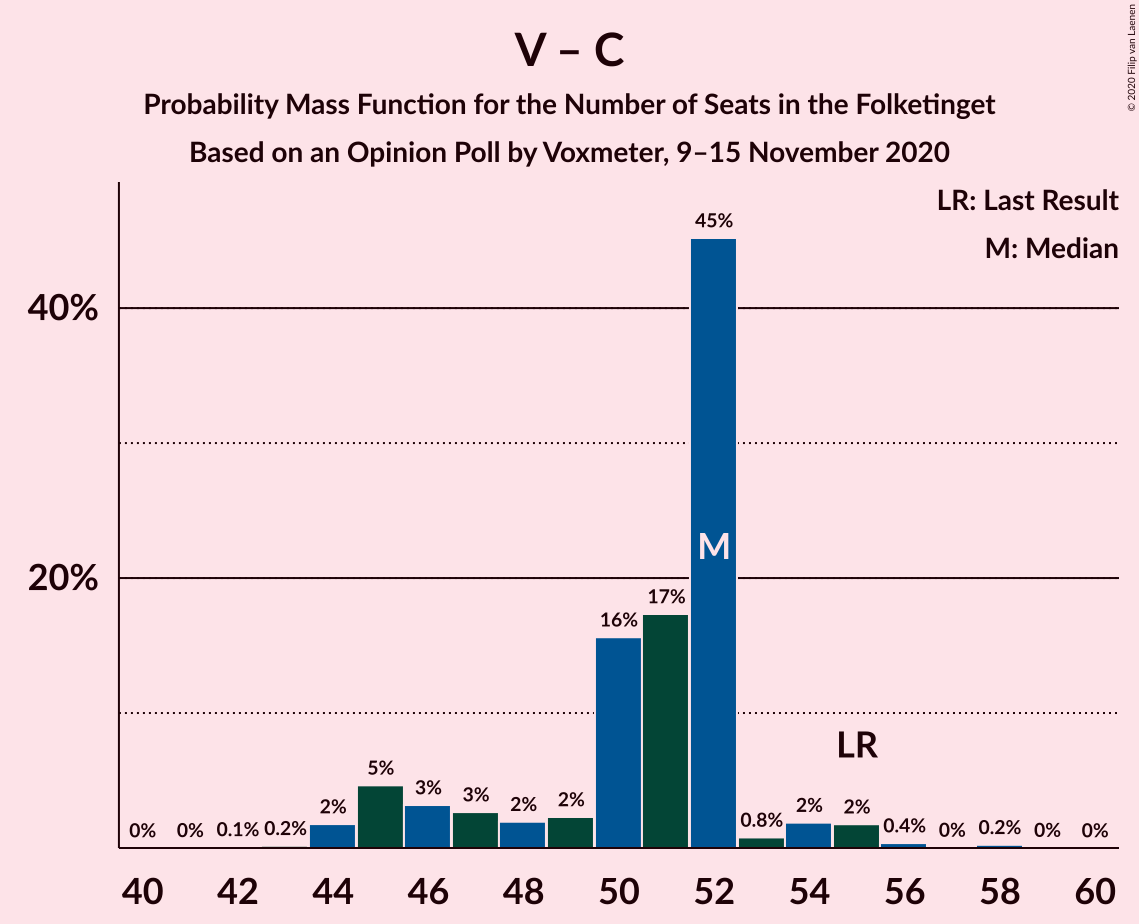 V – C
Probability Mass Function for the Number of Seats in the Folketinget
Based on an Opinion Poll by Voxmeter, 9–15 November 2020
© 2020 Filip van Laenen
LR: Last Result
M: Median
40%
20%
0% 0% 0.1% 0.2% 2% 5% 3% 3% 2% 2% 16% 17% 45% 0.8% 2% 2% 0.4% 0% 0.2% 0% 0%
M
LR
40 42 44 46 48 50 52 54 56 58 60